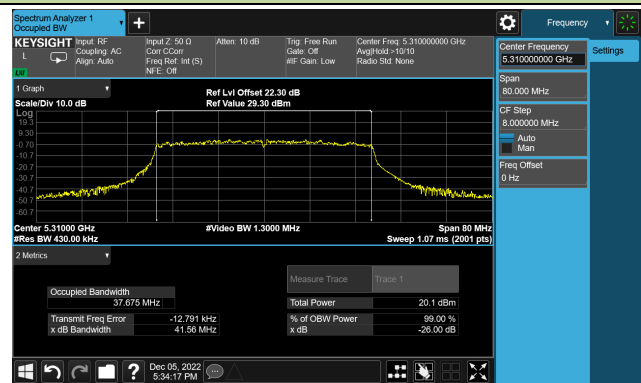 Spectrum Analyzer 1
Occupied BW
Frequency
KEYSIGHT
L
LXI
Input: RF
Coupling: AC
Align: Auto
Input Z: 50 Ω
Corr CCorr
Freq Ref: Int (S)
NFE: Off
Atten: 10 dB
Trig: Free Run
Gate: Off
#IF Gain: Low
Center Freq: 5.310000000 GHz
Avg|Hold:>10/10
Radio Std: None
Center Frequency
5.310000000 GHz
Settings
Span
80.000 MHz
CF Step
8.000000 MHz
Auto
Man
Freq Offset
0 Hz
1 Graph
Scale/Div 10.0 dB
Ref Lvl Offset 22.30 dB
Ref Value 29.30 dBm
Log
19.3
9.30
-0.70
-10.7
-20.7
-30.7
-40.7
-50.7
-60.7
Center 5.31000 GHz
#Video BW 1.3000 MHz
Span 80 MHz
#Res BW 430.00 kHz
Sweep 1.07 ms (2001 pts)
2 Metrics
Measure Trace
Trace 1
Occupied Bandwidth
37.675 MHz
Total Power
20.1 dBm
Transmit Freq Error
-12.791 kHz
% of OBW Power
99.00 %
x dB Bandwidth
41.56 MHz
x dB
-26.00 dB
?
Dec 05, 2022
5:34:17 PM